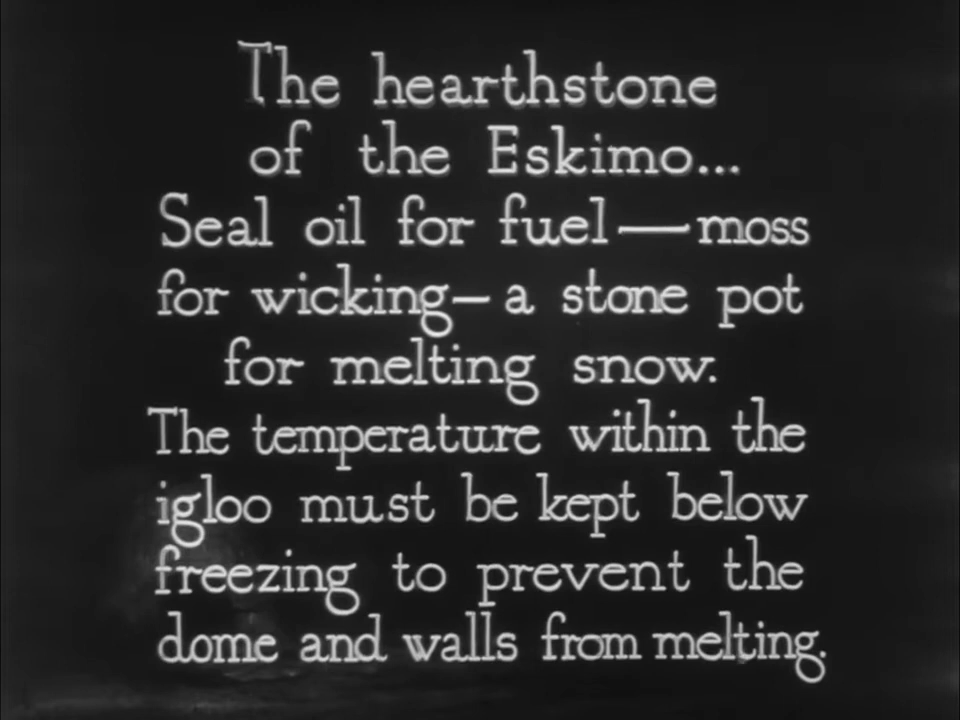 The hearthstone
of the Eskimo...
Seal oil for fuel — moss
for wicking — a stone pot
for melting snow.
The temperature within the
igloo must be kept below
freezing to prevent the
dome and walls from melting.